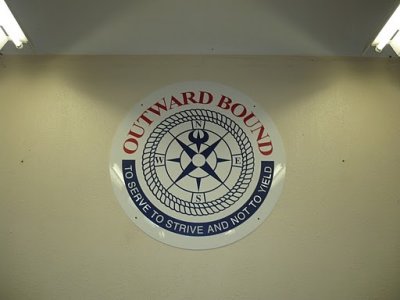 OUTWARD BOUND
N
W E
S
TO SERVE TO STRIVE AND NOT TO YIELD